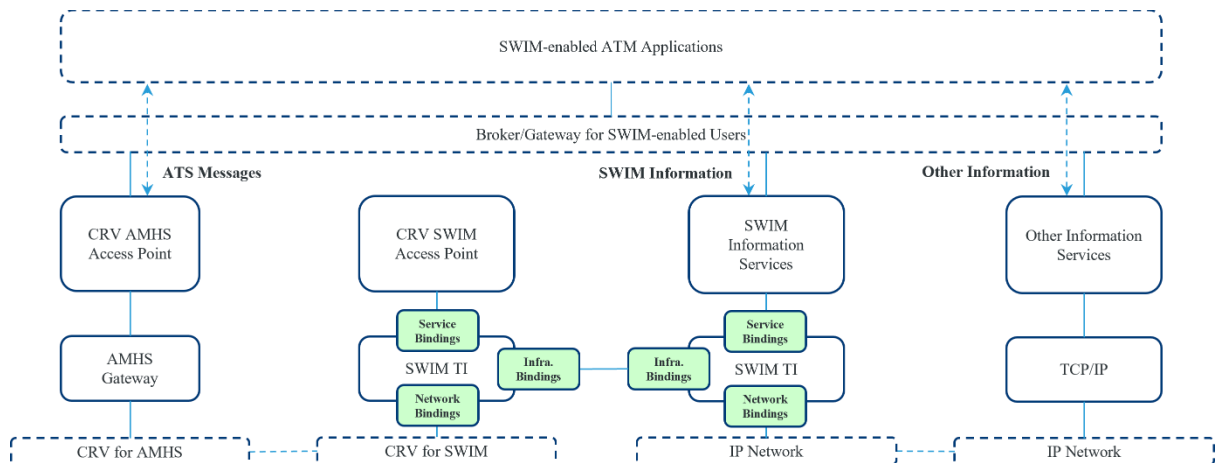 SWIM-enabled ATM Applications
Broker/Gateway for SWIM-enabled Users
ATS Messages
SWIM Information
Other Information
CRV AMHS
Access Point
CRV SWIM
Access Point
SWIM
Information
Services
Other Information
Services
Service
Bindings
Service
Bindings
AMHS
Gateway
SWIM TI
Infra.
Bindings
Infra.
Bindings
SWIM TI
TCP/IP
Network
Bindings
Network
Bindings
CRV for AMHS
CRV for SWIM
IP Network
IP Network